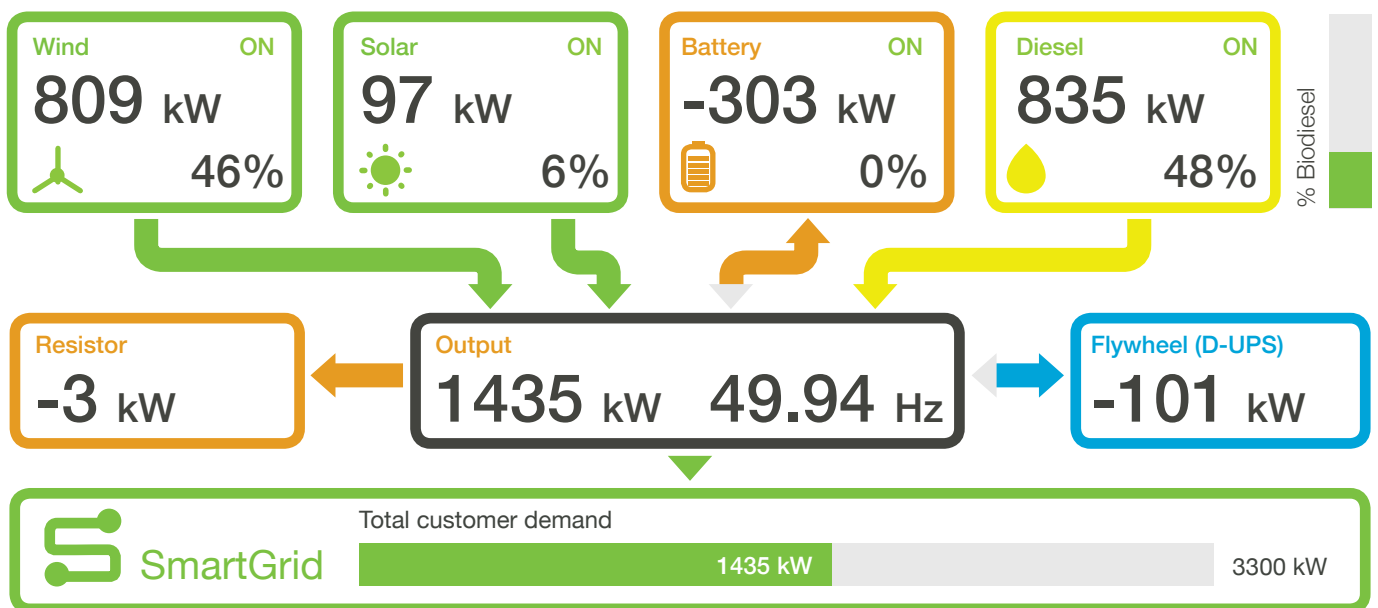 Wind ON
809 kW
46%
Solar ON
97 kW
6%
Battery ON
-303 kW
0%
Diesel ON
835 kW
48%
% Biodiesel
Resistor
-3 kW
Output
1435 kW 49.94 Hz
Flywheel (D-UPS)
-101 kW
SmartGrid
Total customer demand
1435 kW
3300 kW